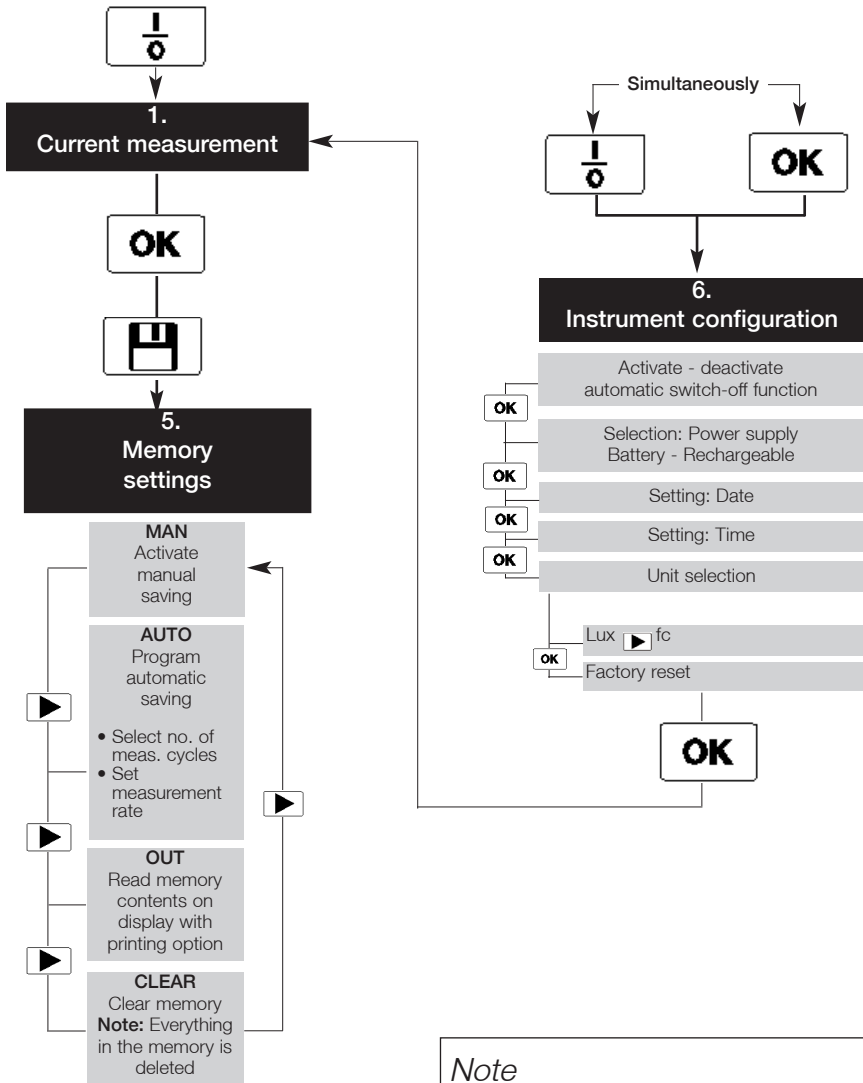 I
0
1.
Current measurement
OK
5.
Memory
settings
MAN
Activate
manual
saving
AUTO
Program
automatic
saving
• Select no. of
meas. cycles
• Set
measurement
rate
OUT
Read memory
contents on
display with
printing option
CLEAR
Clear memory
Note: Everything
in the memory is
deleted
Simultaneously
I
0
OK
6.
Instrument configuration
Activate - deactivate
automatic switch-off function
OK
Selection: Power supply
Battery - Rechargeable
OK
Setting: Date
OK
Setting: Time
OK
Unit selection
Lux ▶ fc
OK
Factory reset
OK
Note